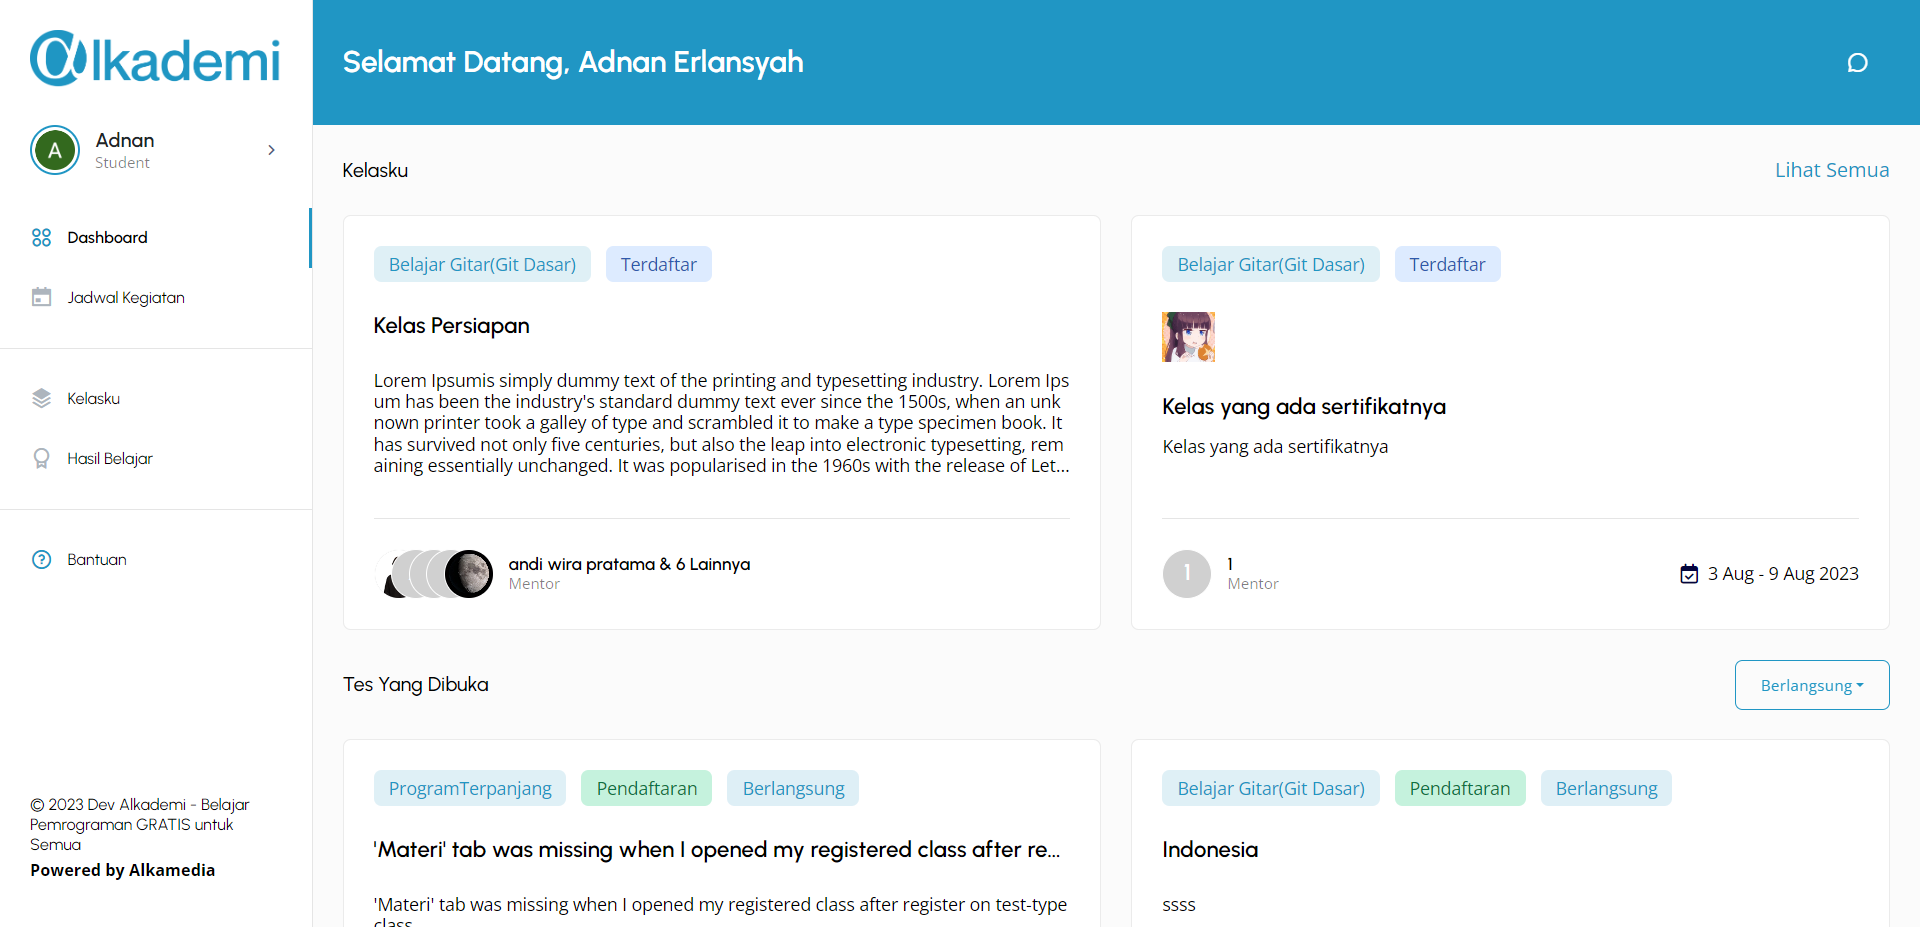 @lkademi
Selamat Datang, Adnan Erlansyah
A
Adnan
Student
Dashboard
Jadwal Kegiatan
Kelasku
Hasil Belajar
Bantuan
© 2023 Dev Alkademi - Belajar
Pemrograman GRATIS untuk
Semua
Powered by Alkamedia
Kelasku
Lihat Semua
Belajar Gitar(Git Dasar)
Terdaftar
Kelas Persiapan
Lorem Ipsumis simply dummy text of the printing and typesetting industry. Lorem Ips
um has been the industry's standard dummy text ever since the 1500s, when an unk
nown printer took a galley of type and scrambled it to make a type specimen book. It
has survived not only five centuries, but also the leap into electronic typesetting, rem
aining essentially unchanged. It was popularised in the 1960s with the release of Let...
andi wira pratama & 6 Lainnya
Mentor
Belajar Gitar(Git Dasar)
Terdaftar
Kelas yang ada sertifikatnya
Kelas yang ada sertifikatnya
1
1
Mentor
3 Aug - 9 Aug 2023
Tes Yang Dibuka
Berlangsung
ProgramTerpanjang
Pendaftaran
Berlangsung
'Materi' tab was missing when I opened my registered class after re...
'Materi' tab was missing when I opened my registered class after register on test-type
class
Belajar Gitar(Git Dasar)
Pendaftaran
Berlangsung
Indonesia
ssss